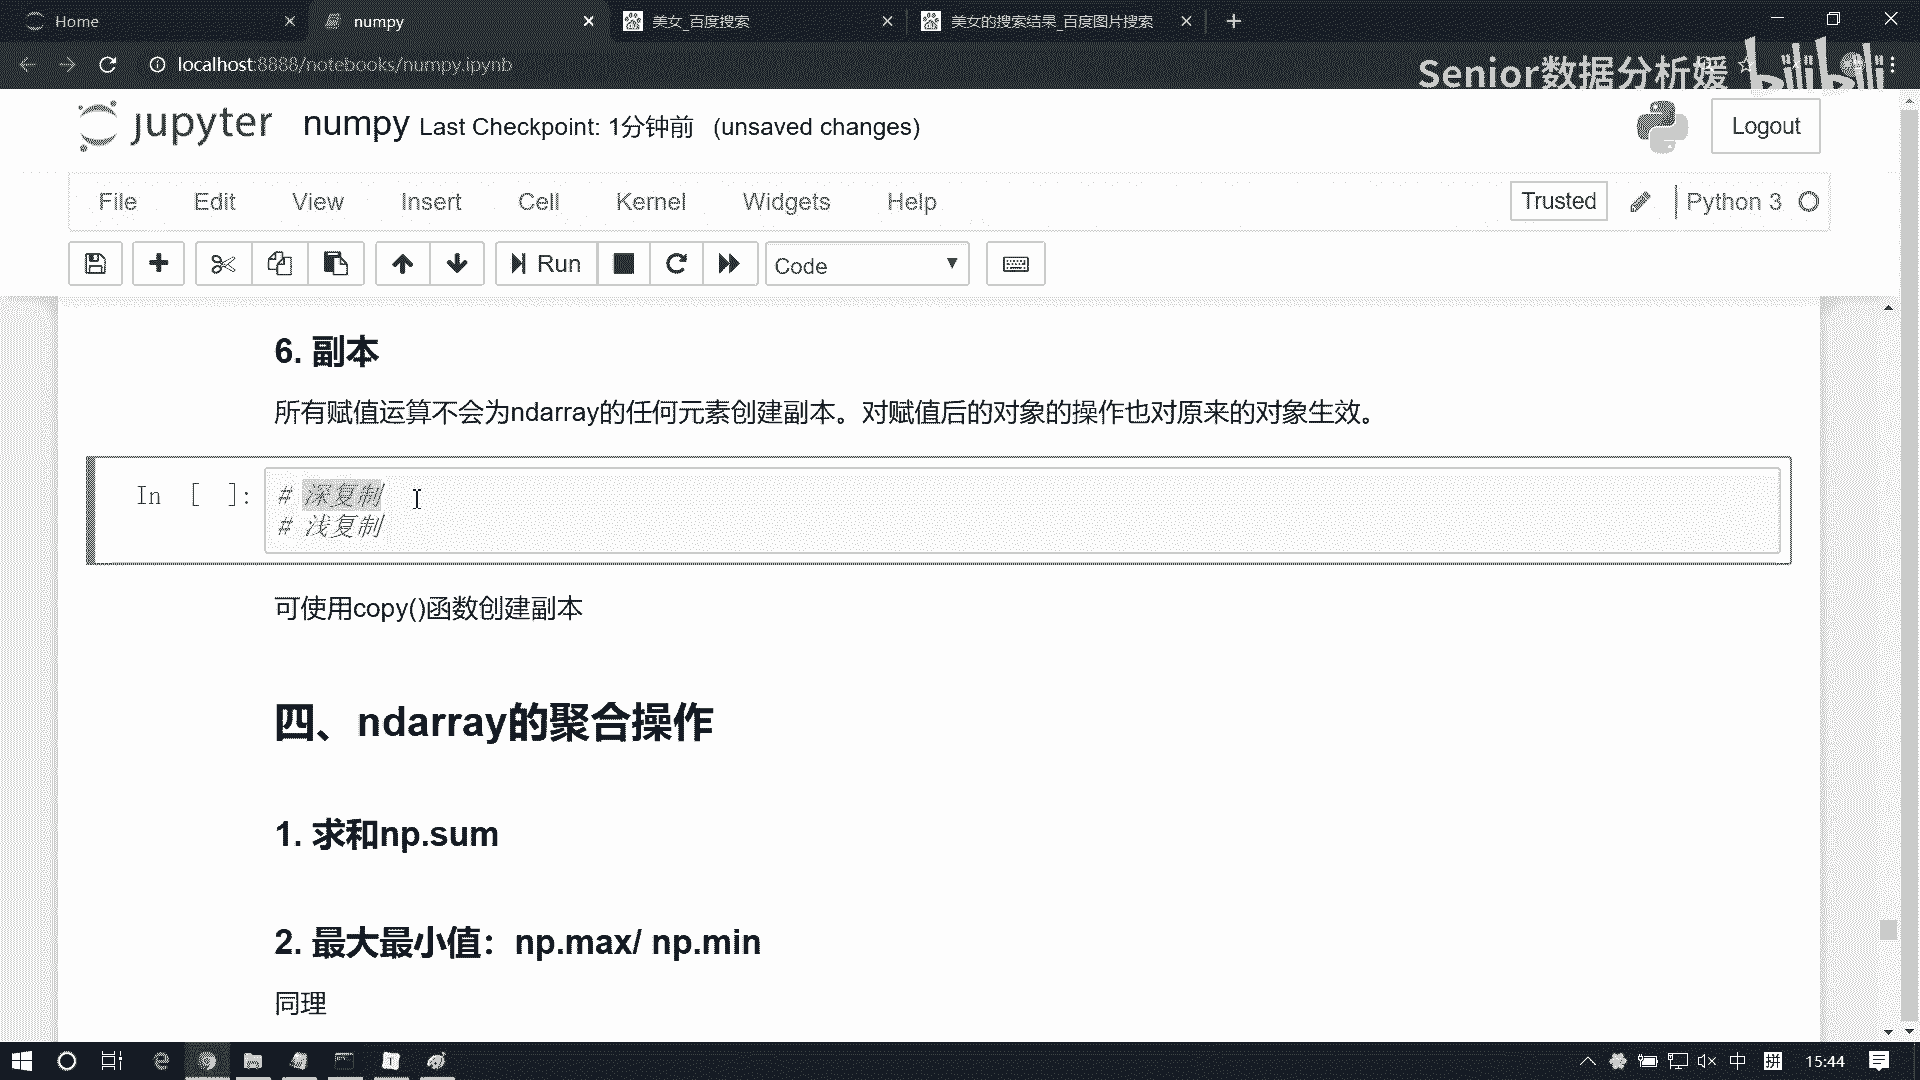 Home
numpy
美女_百度搜索
美女的搜索结果_百度图片搜索
localhost:8888/notebooks/numpy.ipynb
Senior数据分析媛 bilibili
jupyter numpy Last Checkpoint: 1分钟前 (unsaved changes)
Logout
File Edit View Insert Cell Kernel Widgets Help
Trusted
Python 3
Run
Code
6. 副本
所有赋值运算不会为ndarray的任何元素创建副本。对赋值后的对象的操作也对原来的对象生效。
In [ ]: # 深复制
# 浅复制
可使用copy()函数创建副本
四、ndarray的聚合操作
1. 求和np.sum
2. 最大最小值：np.max/ np.min
同理
中
拼
15:44